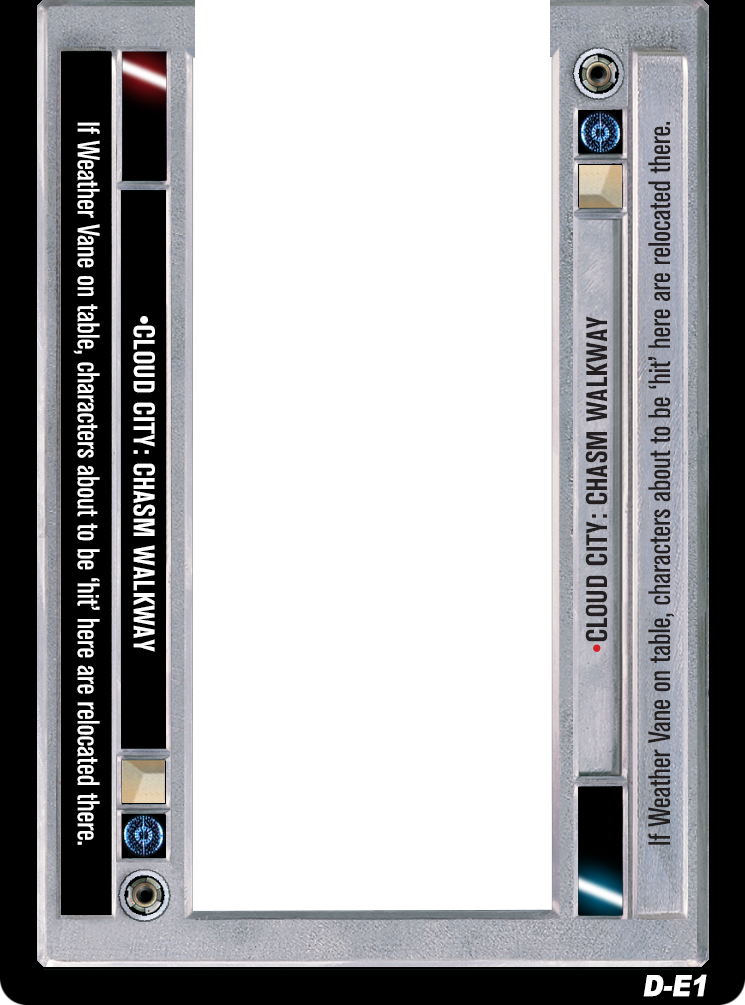 If Weather Vane on table, characters about to be ‘hit’ here are relocated there.
•CLOUD CITY: CHASM WALKWAY
•CLOUD CITY: CHASM WALKWAY
If Weather Vane on table, characters about to be ‘hit’ here are relocated there.
D-E1